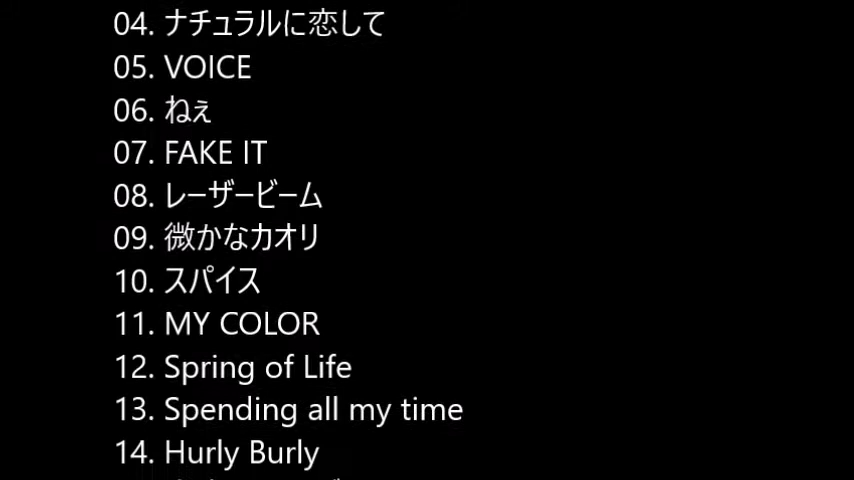 04. ナチュラルに恋して
05. VOICE
06. ねぇ
07. FAKE IT
08. レーザービーム
09. 微かなカオリ
10. スパイス
11. MY COLOR
12. Spring of Life
13. Spending all my time
14. Hurly Burly